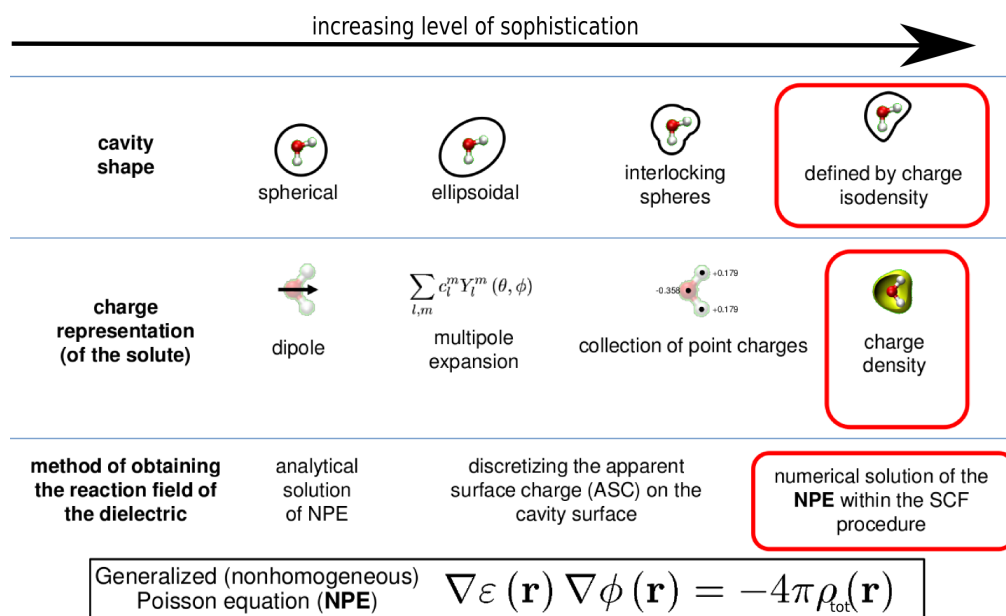 increasing level of sophistication
cavity
shape
spherical
ellipsoidal
interlocking
spheres
defined by charge
isodensity
charge
representation
(of the solute)
dipole
∑ c_l^m Y_l^m (θ, ϕ)
l,m
multipole
expansion
+0.179
-0.358
+0.179
collection of point charges
charge
density
method of obtaining
the reaction field of
the dielectric
analytical
solution
of NPE
discretizing the apparent
surface charge (ASC) on the
cavity surface
numerical solution of the
NPE within the SCF
procedure
Generalized (nonhomogeneous)
Poisson equation (NPE)
∇ε (r) ∇ϕ (r) = −4πρ_tot(r)